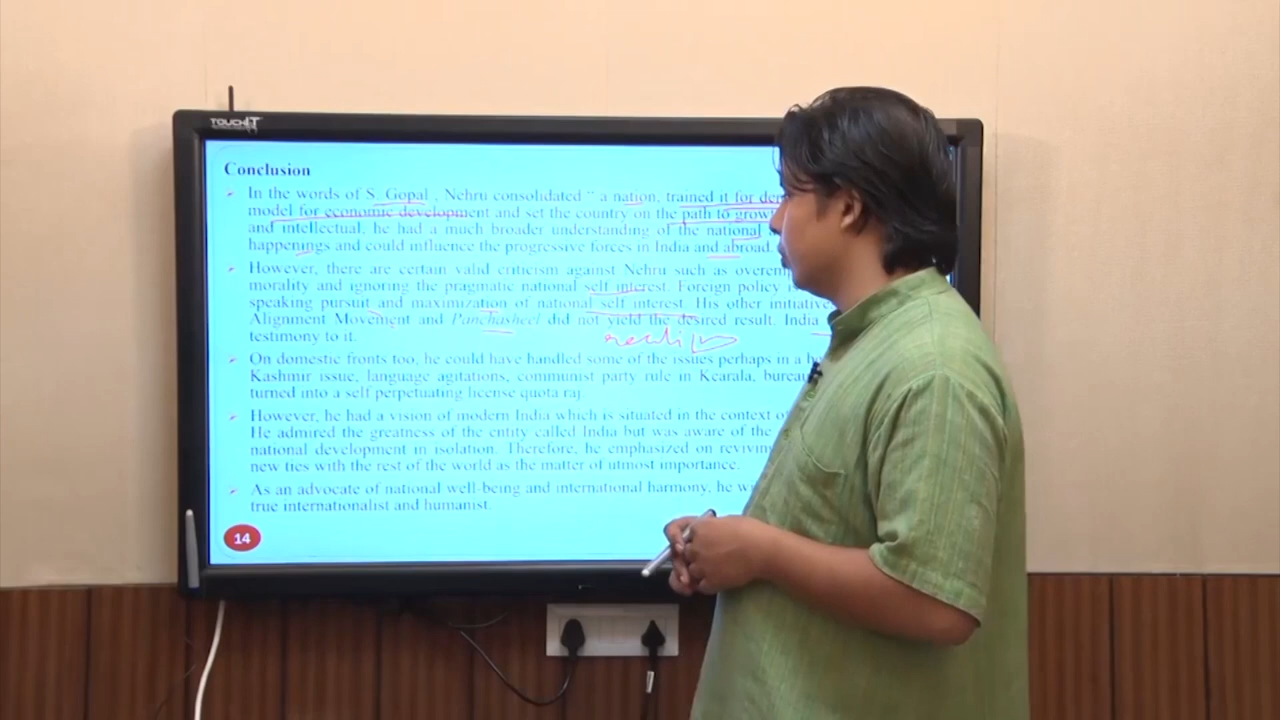 TOUCHIT
Conclusion
In the words of S. Gopal , Nehru consolidated “ a nation, trained it for
model for economic development and set the country on the path to
and intellectual, he had a much broader understanding of the national
happenings and could influence the progressive forces in India and abroad.
However, there are certain valid criticism against Nehru such as
morality and ignoring the pragmatic national self interest. Foreign policy
speaking pursuit and maximization of national self interest. His other
Alignment Movement and Panchasheel did not yield the desired result. India
testimony to it.
On domestic fronts too, he could have handled some of the issues perhaps in a
Kashmir issue, language agitations, communist party rule in Kearala,
turned into a self perpetuating license quota raj.
However, he had a vision of modern India which is situated in the context
He admired the greatness of the entity called India but was aware of the
national development in isolation. Therefore, he emphasized on
new ties with the rest of the world as the matter of utmost importance.
As an advocate of national well-being and international harmony, he
true internationalist and humanist.
14